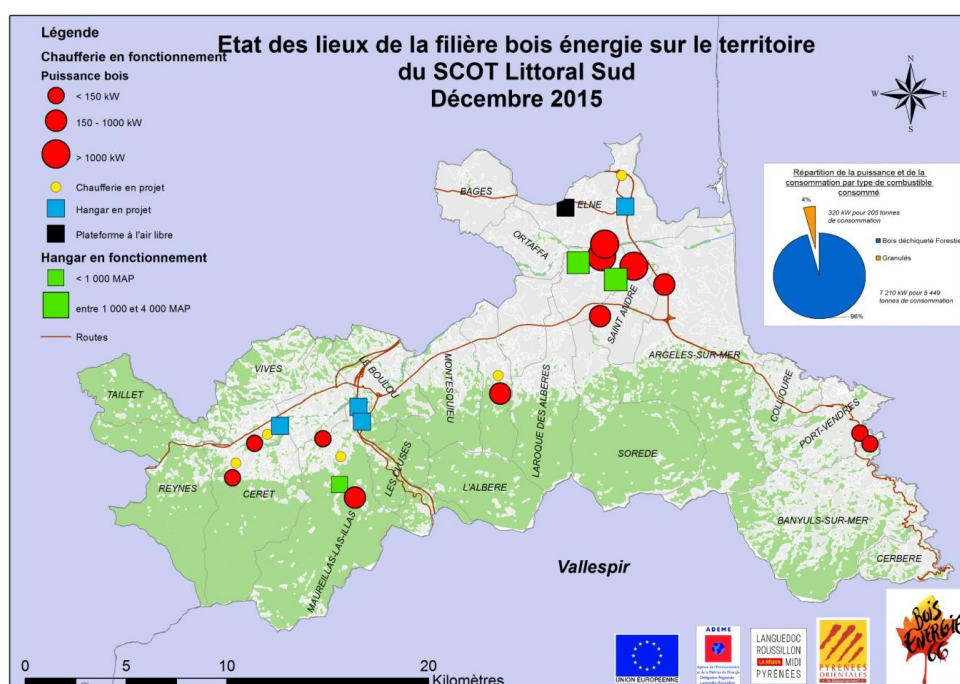 Légende
Chaufferie en fonctionnement
Puissance bois
< 150 kW
150 - 1000 kW
> 1000 kW
Chaufferie en projet
Hangar en projet
Plateforme à l'air libre
Hangar en fonctionnement
< 1 000 MAP
entre 1 000 et 4 000 MAP
Routes
Etat des lieux de la filière bois énergie sur le territoire
du SCOT Littoral Sud
Décembre 2015
N
W
E
S
Répartition de la puissance et de la
consommation par type de combustible
consommé
4%
320 kW pour 205 tonnes
de consommation
Bois déchiqueté Forestie
Granulés
7 210 kW pour 5 449
tonnes de consommation
96%
BAGES
ELNE
ORTAFFA
SAINT ANDRE
ARGELES-SUR-MER
VIVES
LE BOULOU
MONTESQUIEU
TAILLET
LAROQUE DES ALBERES
COLLIOURE
PORT-VENDRES
SOREDE
REYNES
CERET
LES CLUSES
L'ALBERE
MAUREILLAS-LAS-ILLAS
BANYULS-SUR-MER
CERBERE
Vallespir
0
5
10
20
Kilomètres
UNION EUROPEENNE
ADEME
LANGUEDOC
ROUSSILLON
LA RÉGION MIDI
PYRÉNÉES
PYRENEES
ORIENTALES
BOIS
ENERGIE
66